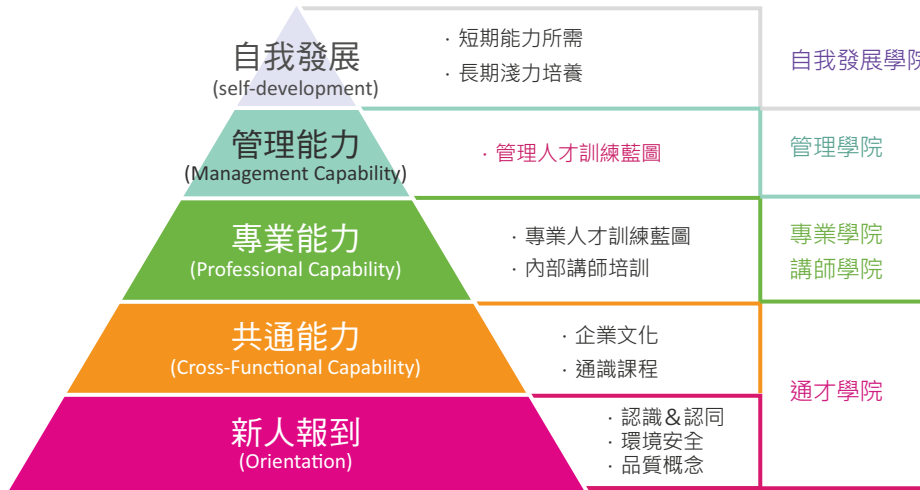 自我發展
(self-development)
· 短期能力所需
· 長期淺力培養
自我發展學院
管理能力
(Management Capability)
· 管理人才訓練藍圖
管理學院
專業能力
(Professional Capability)
· 專業人才訓練藍圖
· 內部講師培訓
專業學院
講師學院
共通能力
(Cross-Functional Capability)
· 企業文化
· 通識課程
通才學院
新人報到
(Orientation)
· 認識＆認同
· 環境安全
· 品質概念